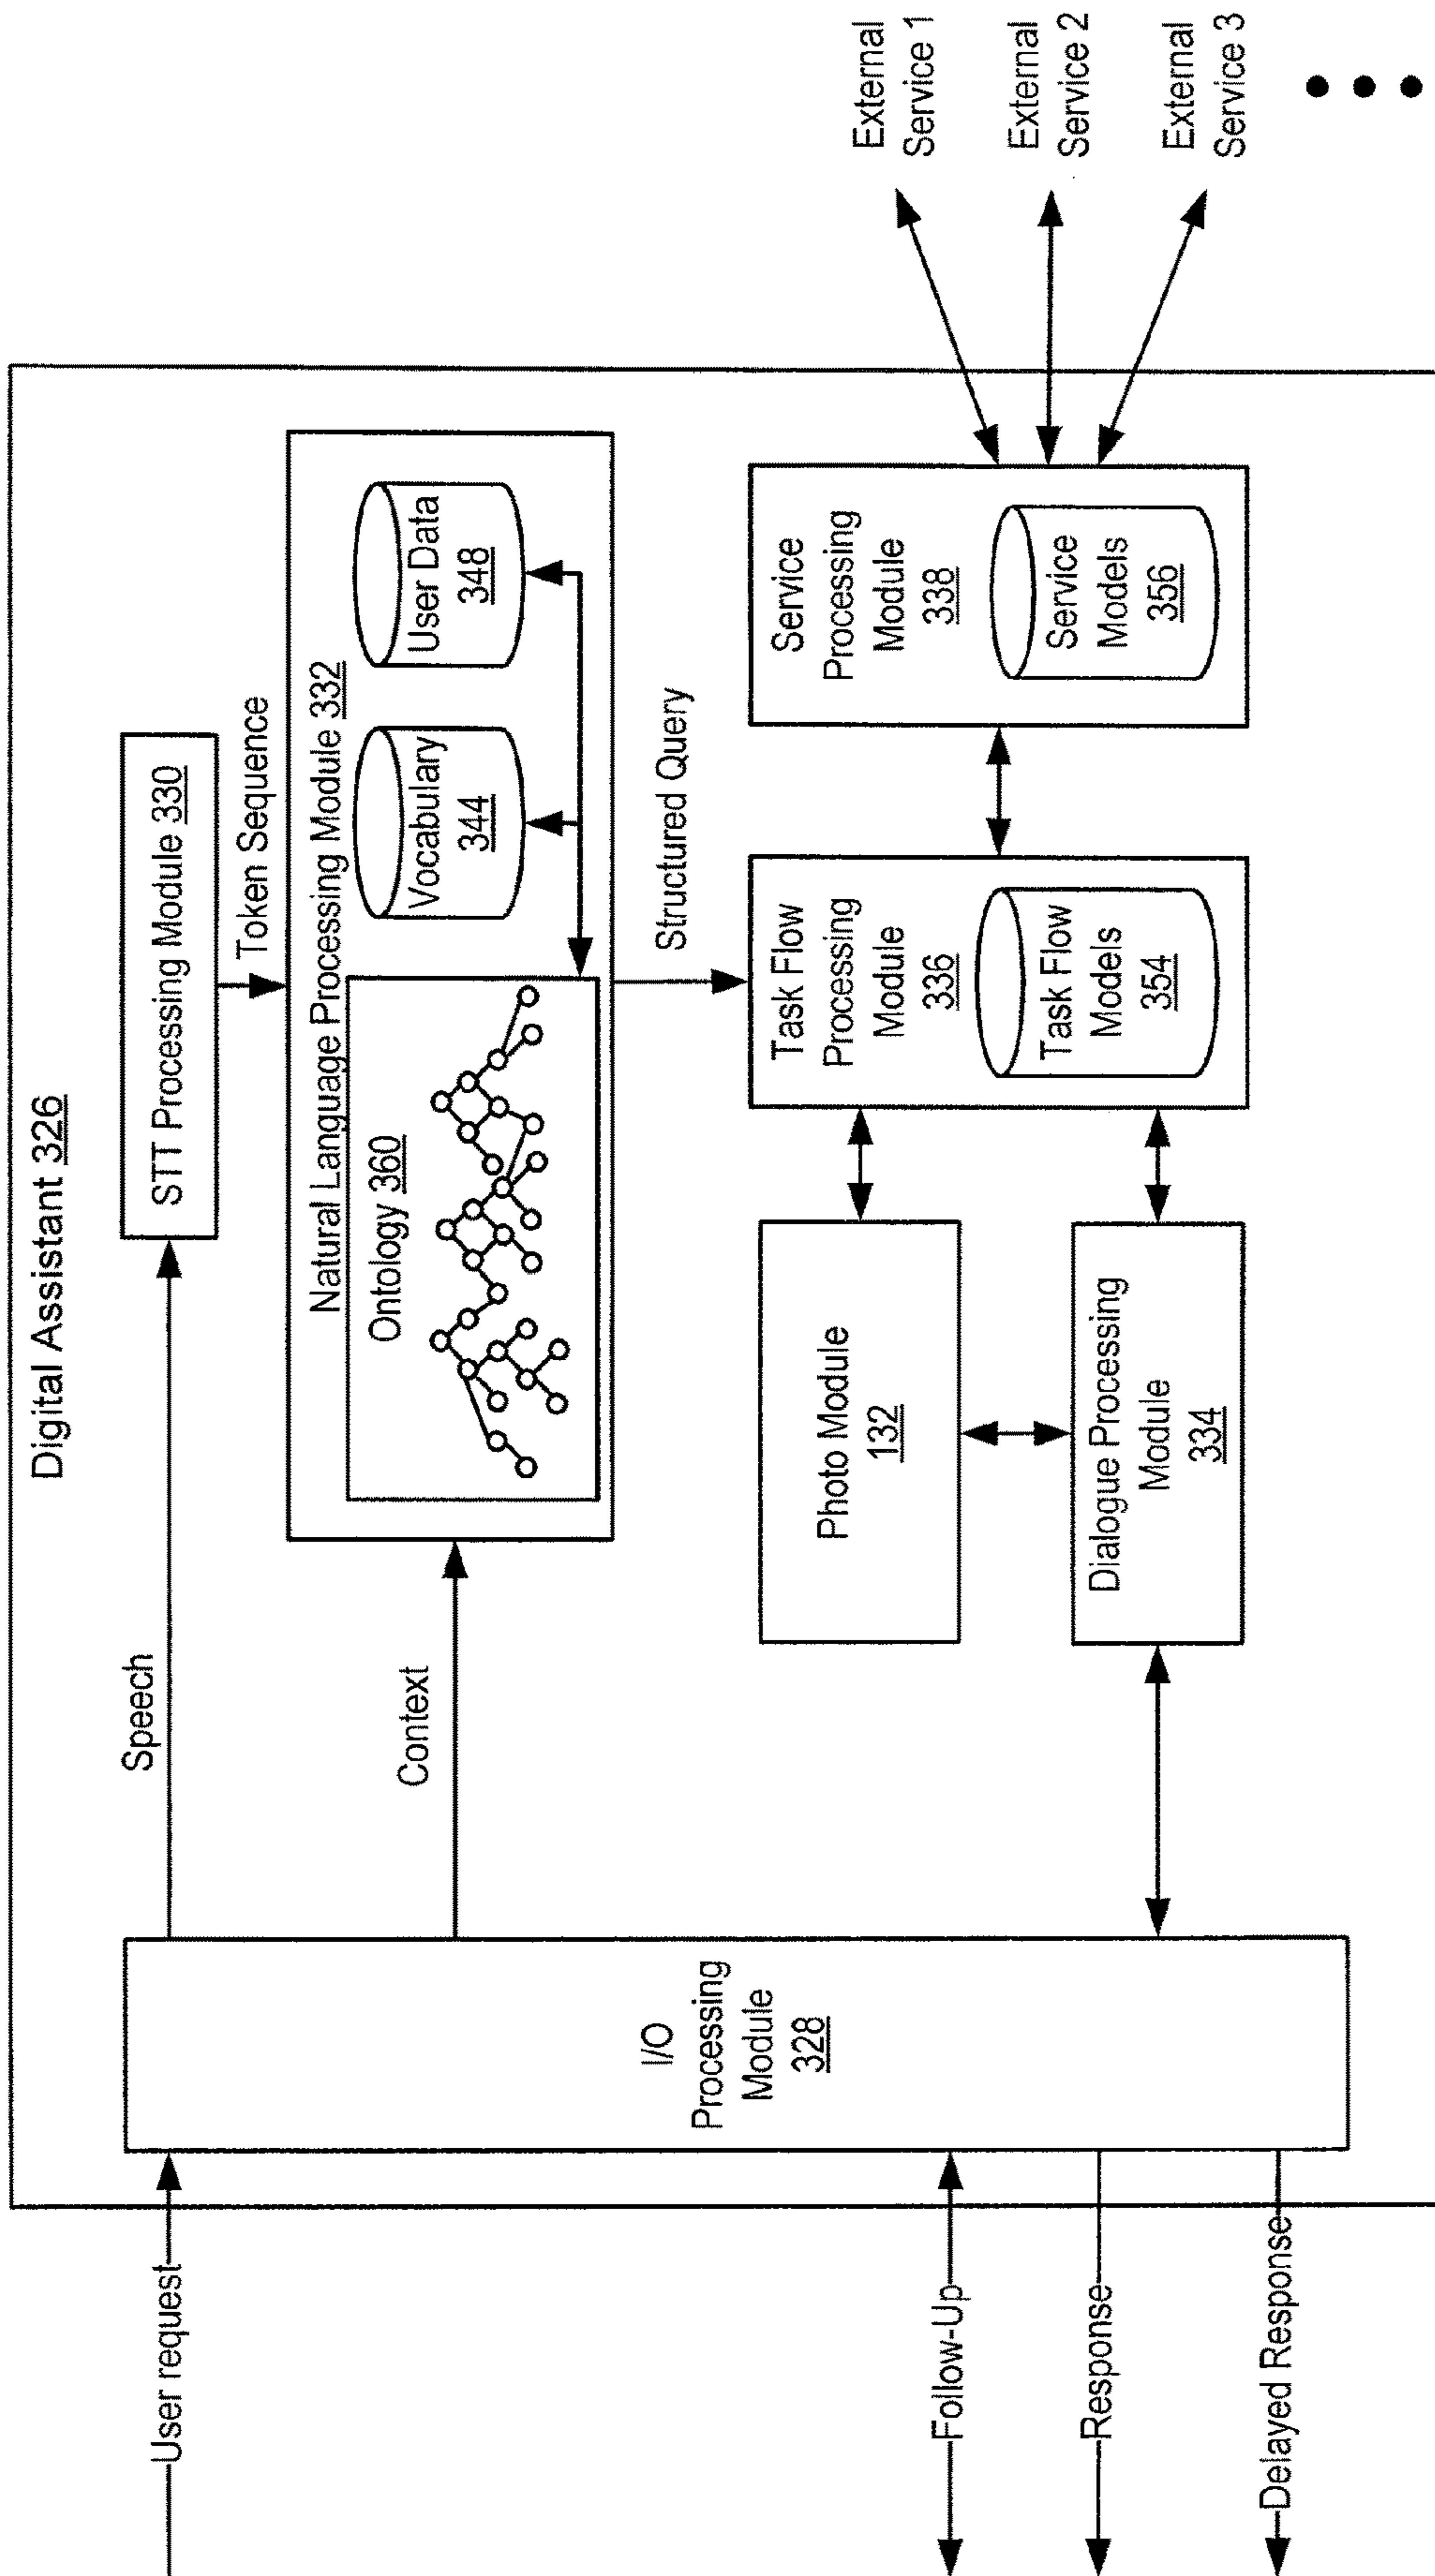 Digital Assistant 326
User request
Follow-Up
Response
Delayed Response
I/O
Processing
Module
328
Speech
Context
STT Processing Module 330
Token Sequence
Natural Language Processing Module 332
Ontology 360
Vocabulary
344
User Data
348
Structured Query
Photo Module
132
Dialogue Processing
Module
334
Task Flow
Processing
Module
336
Task Flow
Models
354
Service
Processing
Module
338
Service
Models
356
External
Service 1
External
Service 2
External
Service 3